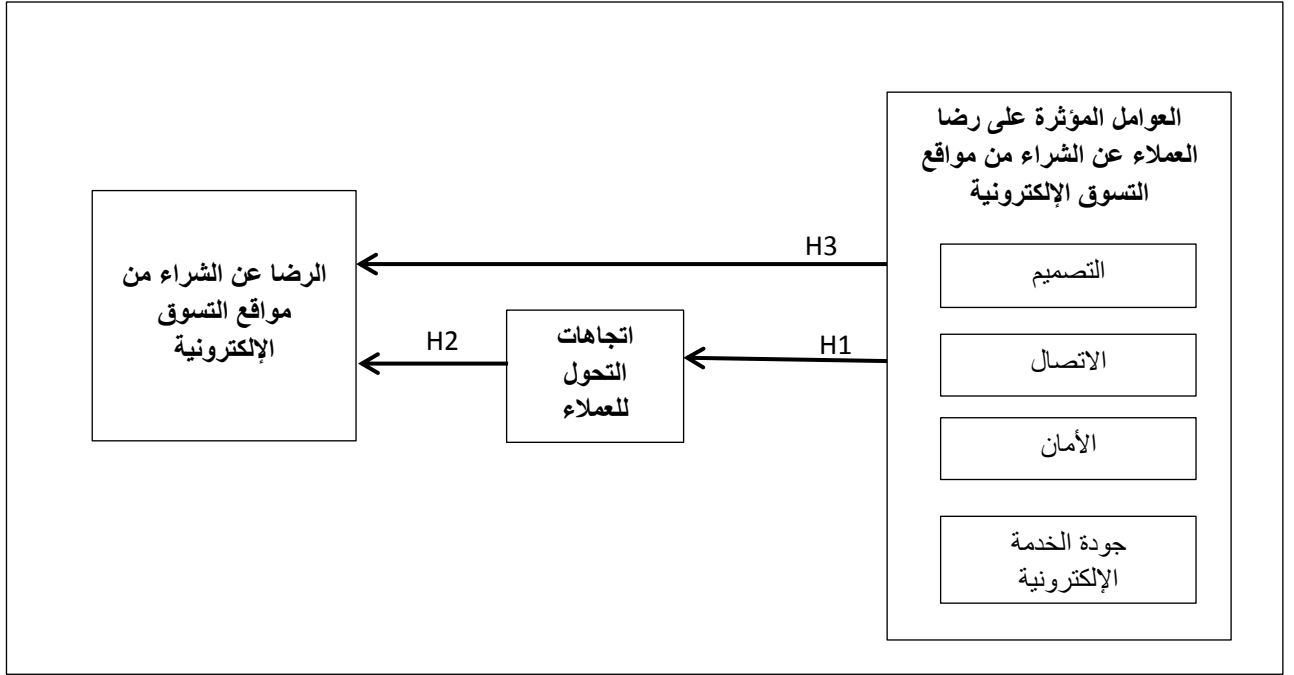 العوامل المؤثرة على رضا
العملاء عن الشراء من مواقع
التسوق الإلكترونية
التصميم
الاتصال
الأمان
جودة الخدمة
الإلكترونية
H3
H1
اتجاهات
التحول
للعملاء
H2
الرضا عن الشراء من
مواقع التسوق
الإلكترونية